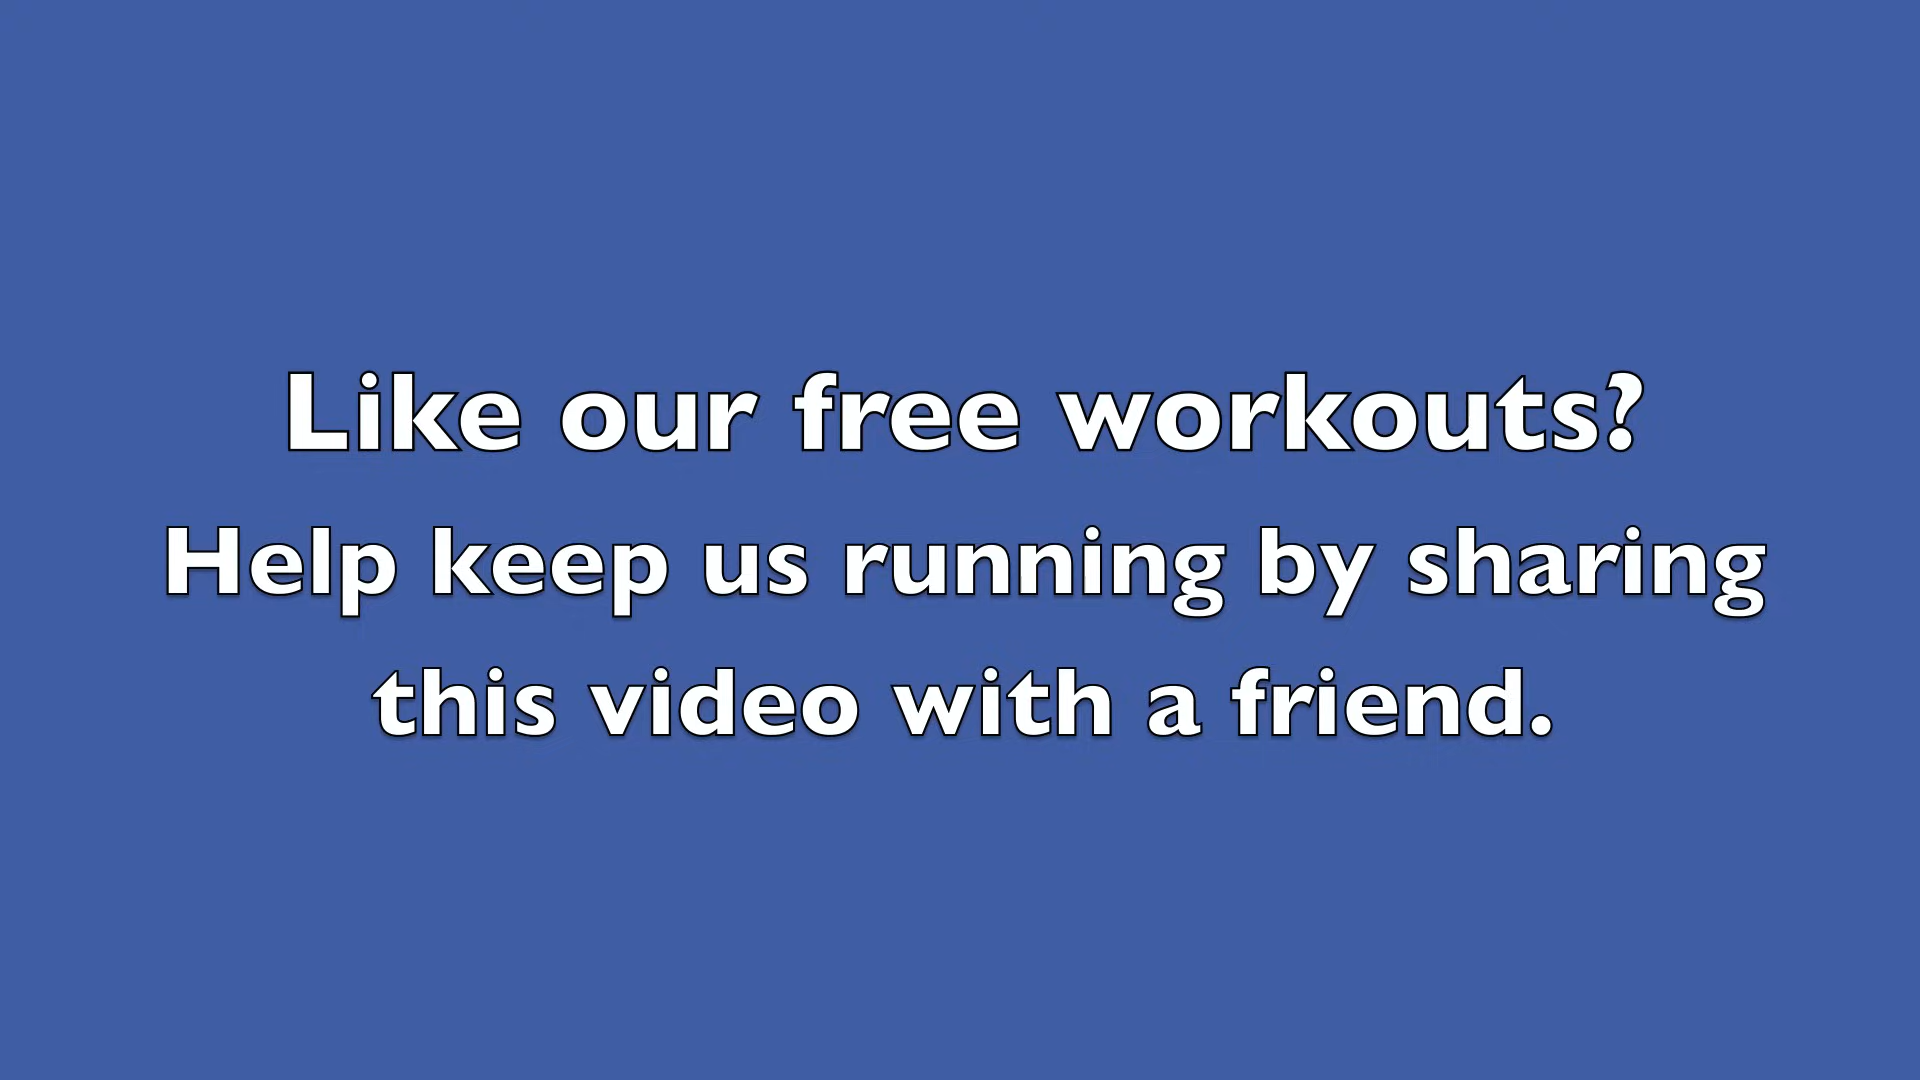 Like our free workouts?
Help keep us running by sharing
this video with a friend.